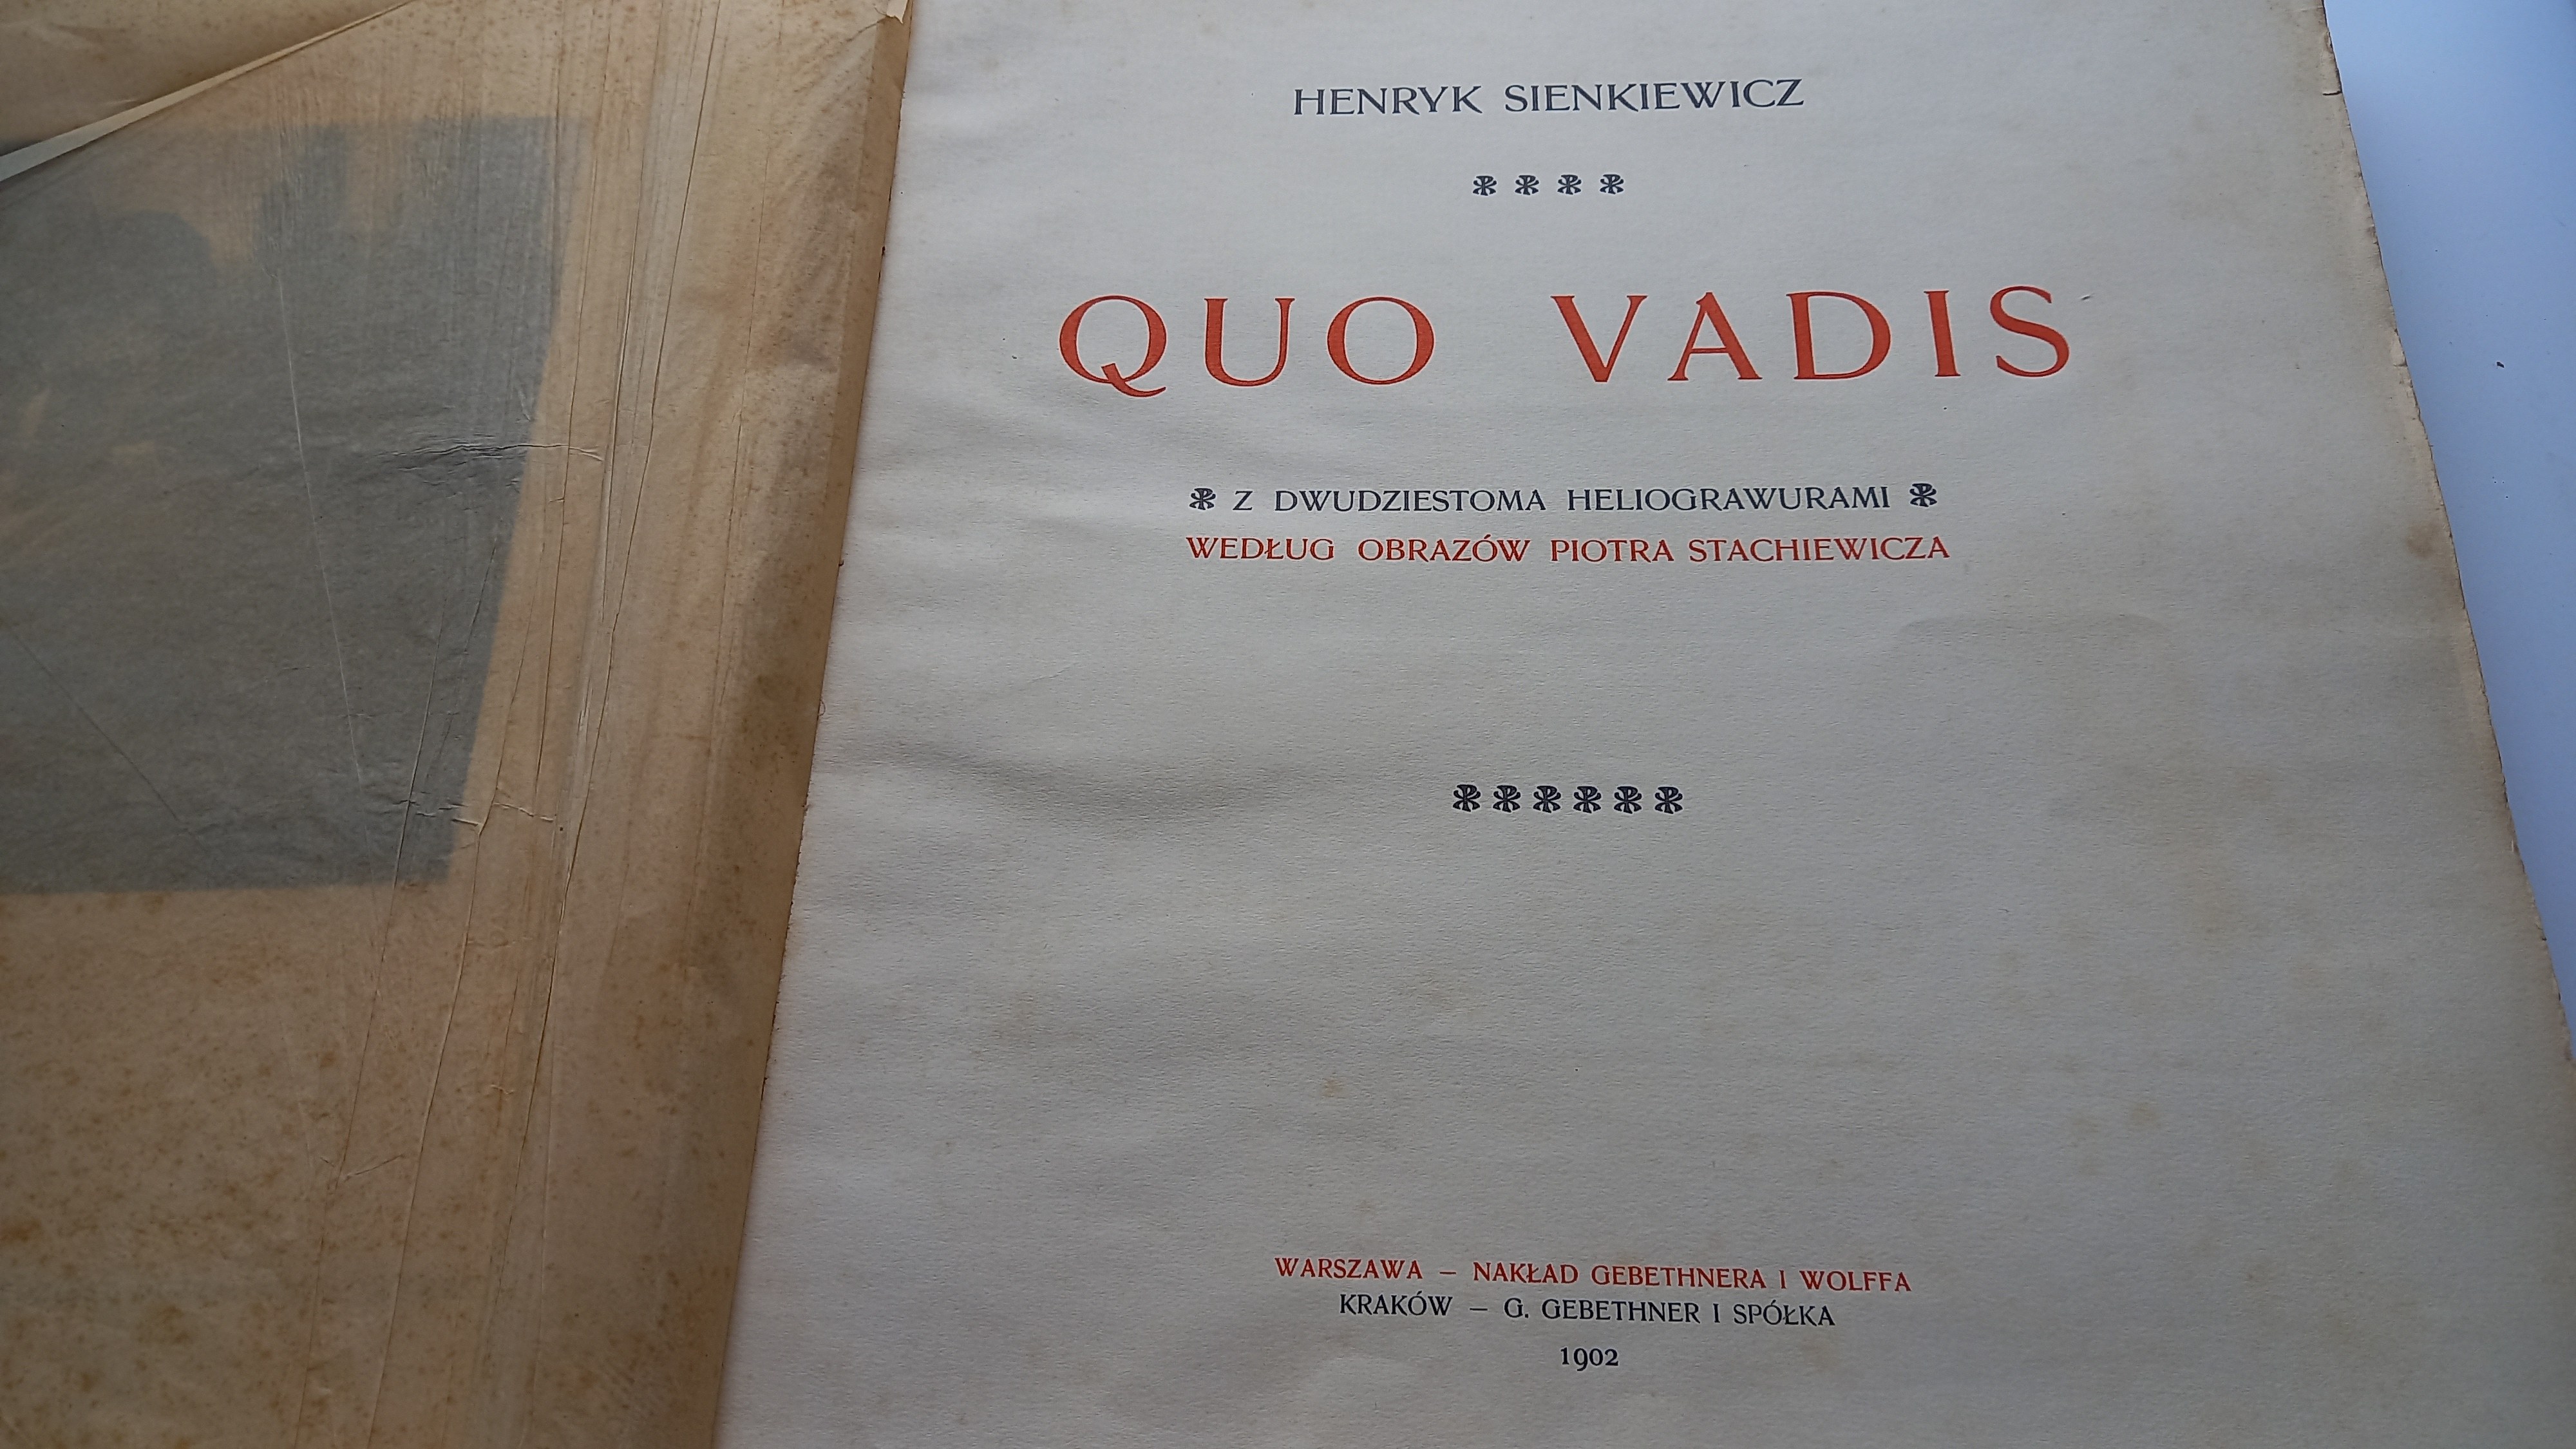 HENRYK SIENKIEWICZ
QUO VADIS
Z DWUDZIESTOMA HELIOGRAWURAMI
WEDŁUG OBRAZÓW PIOTRA STACHIEWICZA
WARSZAWA — NAKŁAD GEBETHNERA I WOLFFA
KRAKÓW — G. GEBETHNER I SPÓŁKA
1902